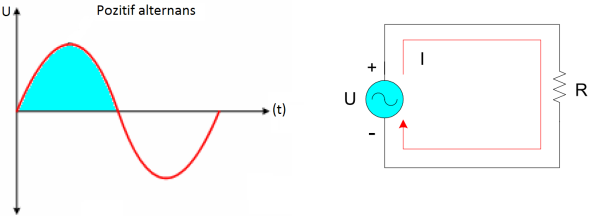 U
Pozitif alternans
(t)
+
I
U
R
-